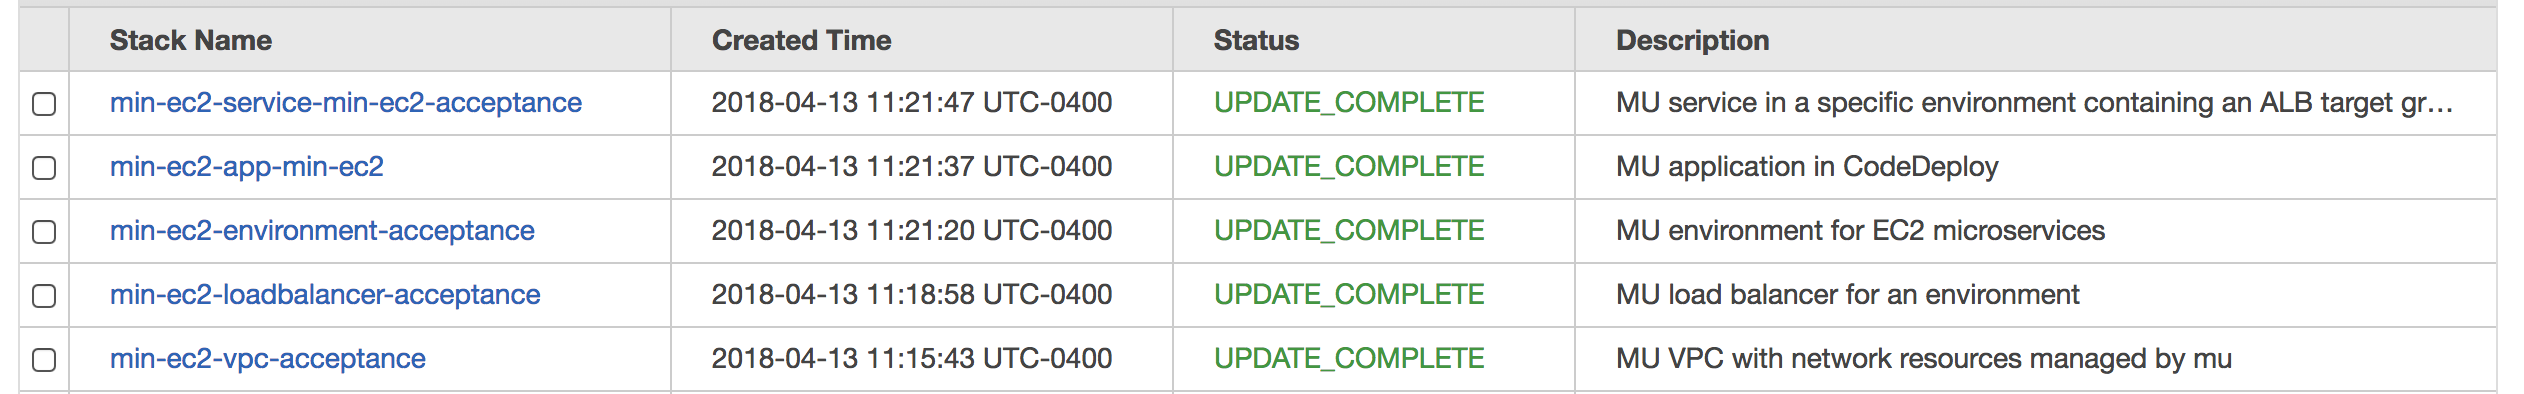 Stack Name Created Time Status Description
min-ec2-service-min-ec2-acceptance 2018-04-13 11:21:47 UTC-0400 UPDATE_COMPLETE MU service in a specific environment containing an ALB target gr…
min-ec2-app-min-ec2 2018-04-13 11:21:37 UTC-0400 UPDATE_COMPLETE MU application in CodeDeploy
min-ec2-environment-acceptance 2018-04-13 11:21:20 UTC-0400 UPDATE_COMPLETE MU environment for EC2 microservices
min-ec2-loadbalancer-acceptance 2018-04-13 11:18:58 UTC-0400 UPDATE_COMPLETE MU load balancer for an environment
min-ec2-vpc-acceptance 2018-04-13 11:15:43 UTC-0400 UPDATE_COMPLETE MU VPC with network resources managed by mu